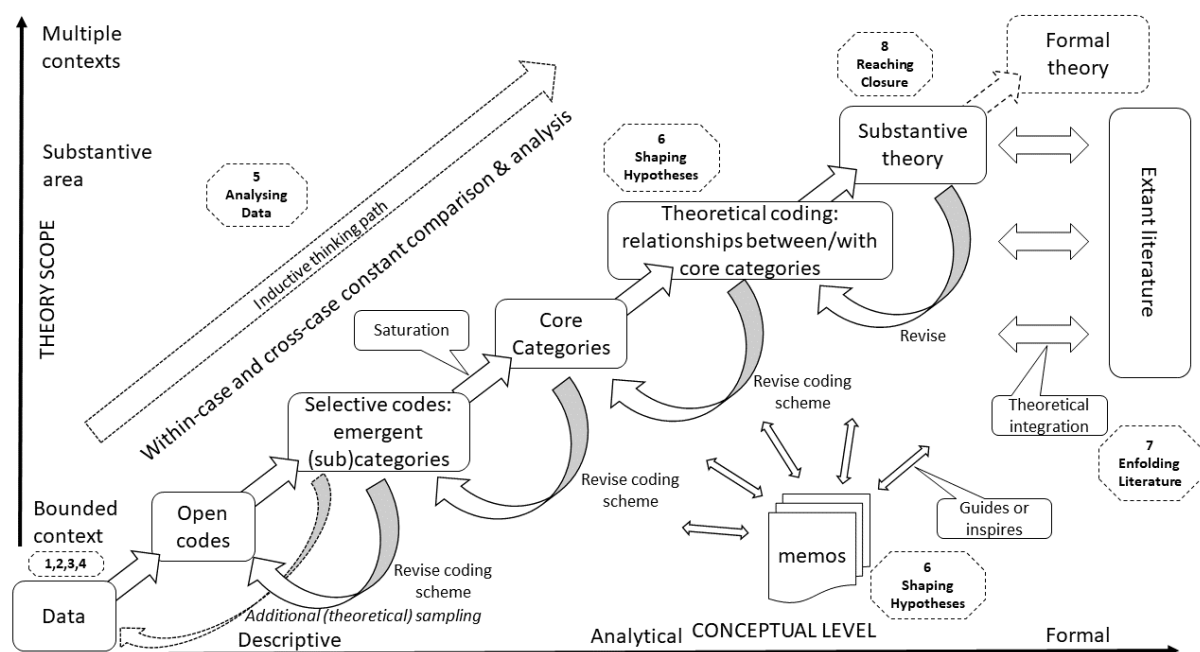 Multiple
contexts
Substantive
area
THEORY SCOPE
Bounded
context
1,2,3,4
Data
Open
codes
Selective codes:
emergent
(sub)categories
Saturation
Core
Categories
Theoretical coding:
relationships between/with
core categories
Substantive
theory
Formal
theory
5
Analysing
Data
Inductive thinking path
Within-case and cross-case constant comparison & analysis
6
Shaping
Hypotheses
8
Reaching
Closure
Extant literature
Revise
Revise coding
scheme
Revise coding
scheme
Revise coding
scheme
Additional (theoretical) sampling
Theoretical
integration
7
Enfolding
Literature
Guides or
inspires
memos
6
Shaping
Hypotheses
Descriptive
Analytical
CONCEPTUAL LEVEL
Formal